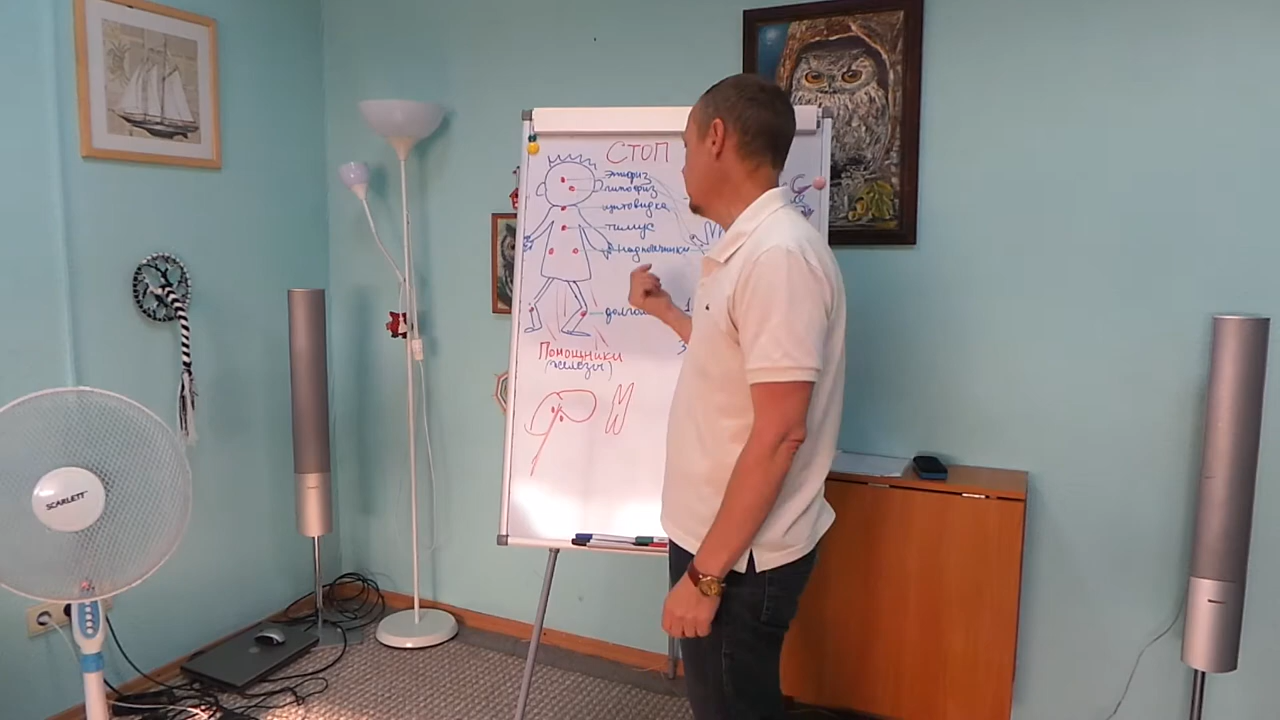 СТОП
эпифиз
гипофиз
щитовидка
тимус
надпочечники
Помощники
(железы)
SCARLETT